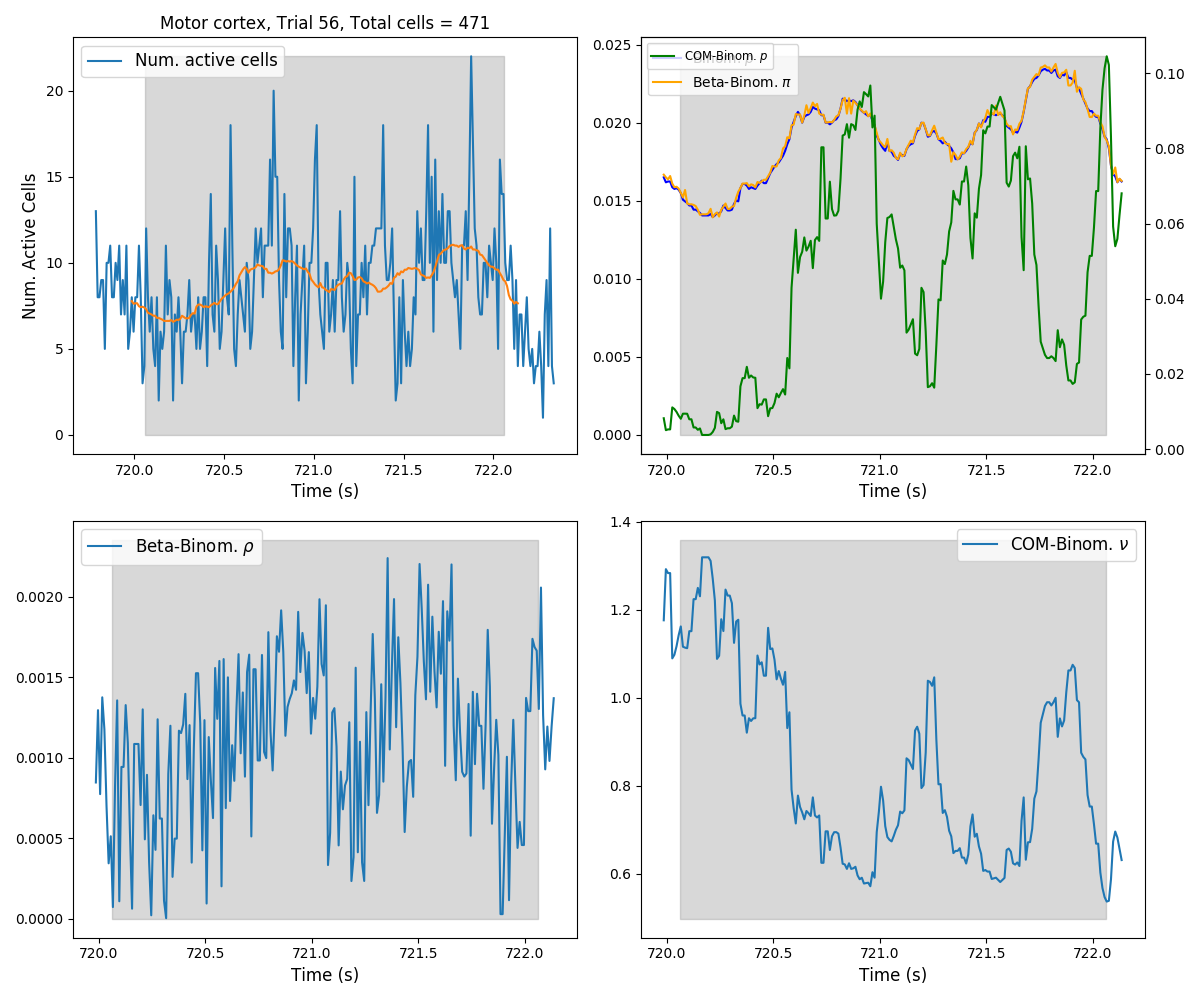 Motor cortex, Trial 56, Total cells = 471
Num. active cells
Num. Active Cells
20
15
10
5
0
720.0 720.5 721.0 721.5 722.0
Time (s)
COM-Binom. p
Beta-Binom. π
0.025
0.020
0.015
0.010
0.005
0.000
0.10
0.08
0.06
0.04
0.02
0.00
720.0 720.5 721.0 721.5 722.0
Time (s)
Beta-Binom. ρ
0.0020
0.0015
0.0010
0.0005
0.0000
720.0 720.5 721.0 721.5 722.0
Time (s)
COM-Binom. ν
1.4
1.2
1.0
0.8
0.6
720.0 720.5 721.0 721.5 722.0
Time (s)